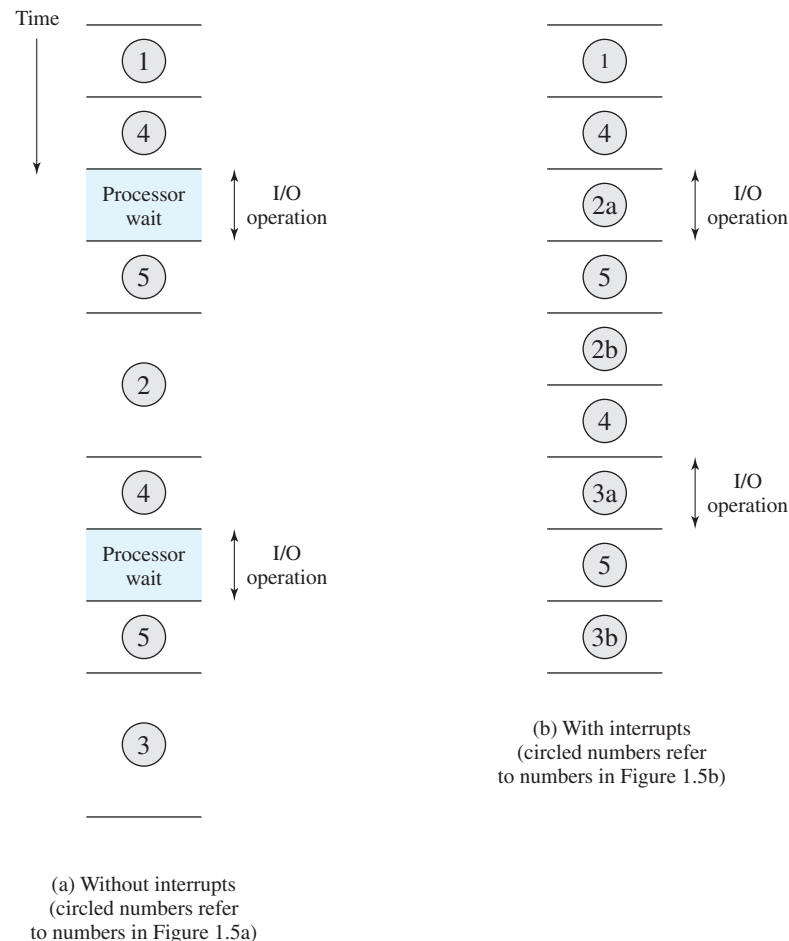 Time
1
4
Processor
wait
I/O
operation
5
2
4
Processor
wait
I/O
operation
5
3
(a) Without interrupts
(circled numbers refer
to numbers in Figure 1.5a)
1
4
2a
I/O
operation
5
2b
4
3a
I/O
operation
5
3b
(b) With interrupts
(circled numbers refer
to numbers in Figure 1.5b)